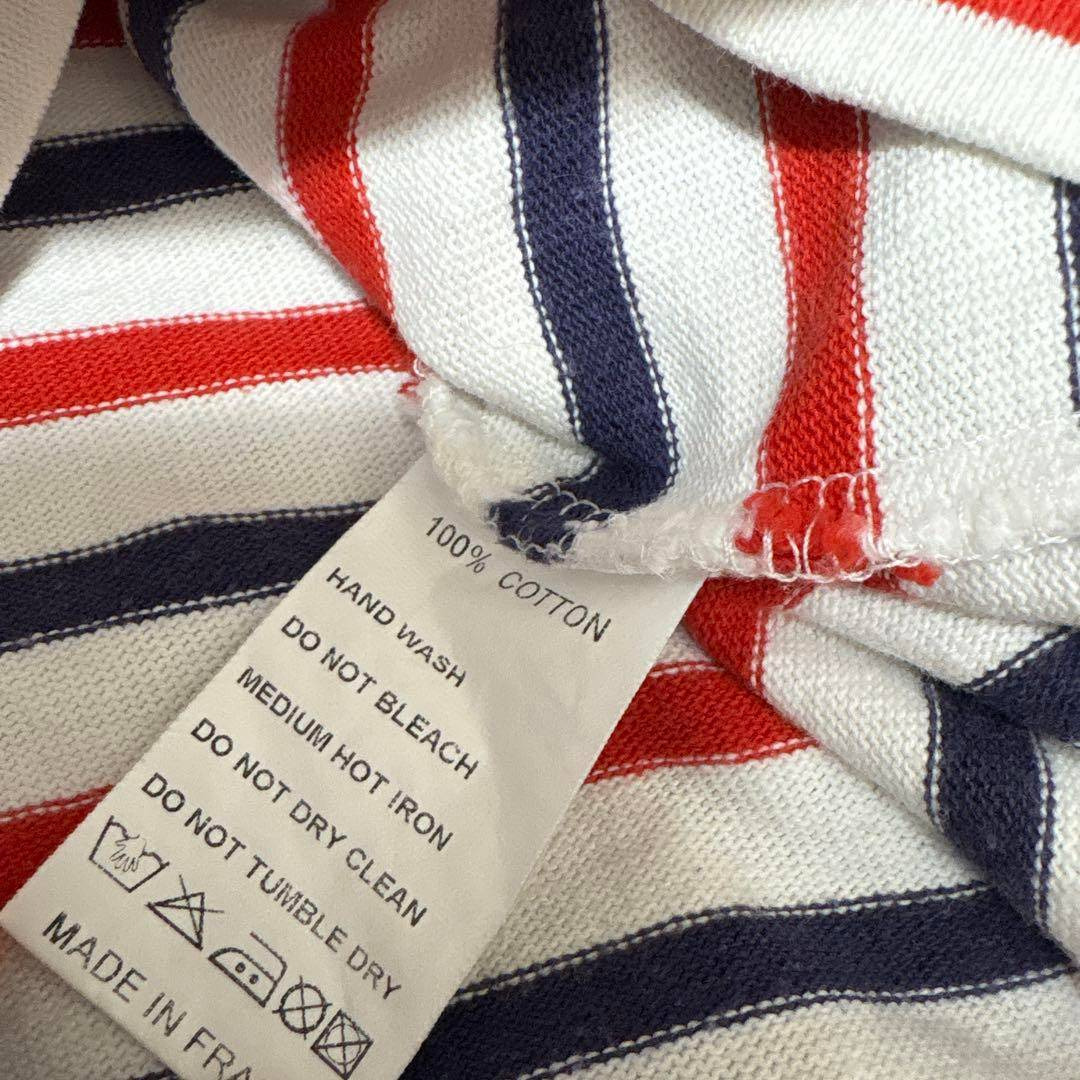 100% COTTON
HAND WASH
DO NOT BLEACH
MEDIUM HOT IRON
DO NOT DRY CLEAN
DO NOT TUMBLE DRY
MADE IN FRA